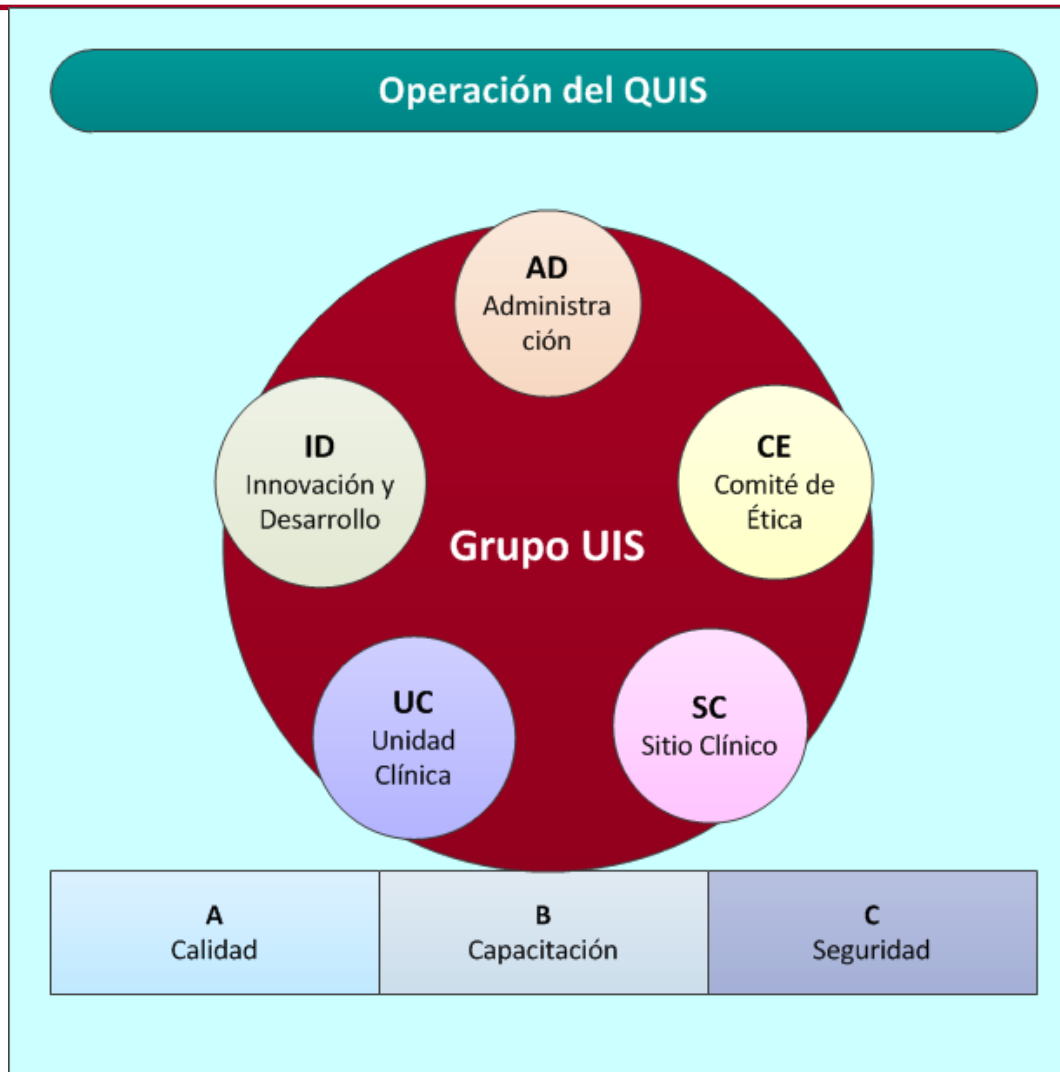 Operación del QUIS
AD
Administra
ción
ID
Innovación y
Desarrollo
CE
Comité de
Ética
Grupo UIS
UC
Unidad
Clínica
SC
Sitio Clínico
A
Calidad
B
Capacitación
C
Seguridad